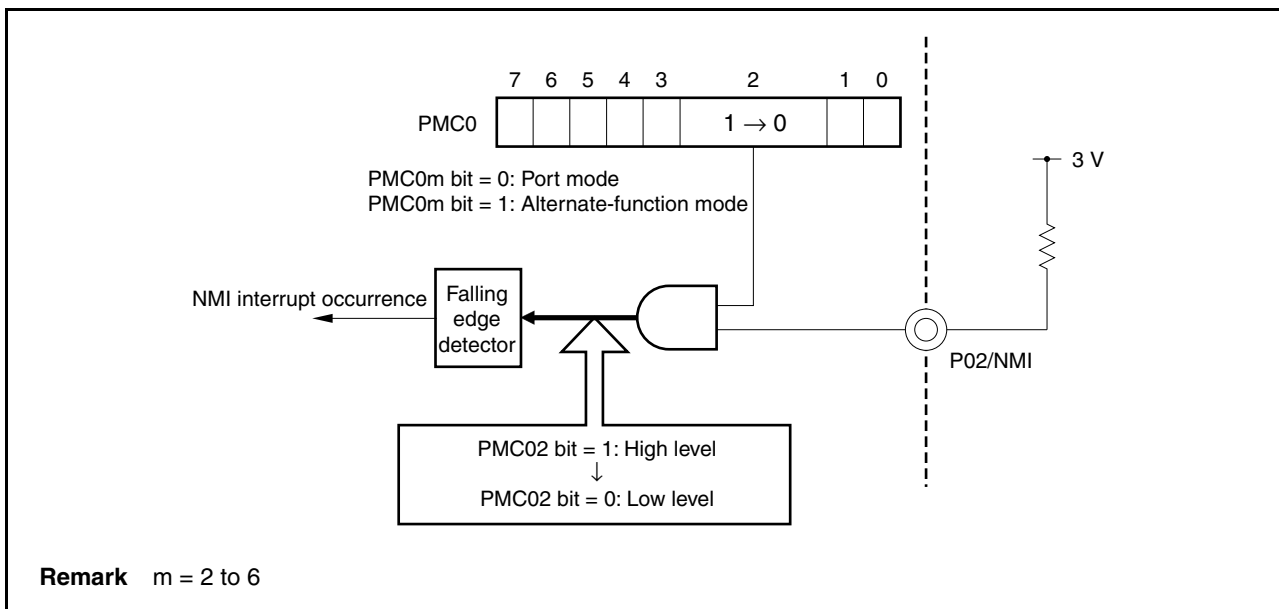 7 6 5 4 3 2 1 0
PMC0
1 → 0
3 V
PMC0m bit = 0: Port mode
PMC0m bit = 1: Alternate-function mode
NMI interrupt occurrence
Falling
edge
detector
P02/NMI
PMC02 bit = 1: High level
↓
PMC02 bit = 0: Low level
Remark m = 2 to 6